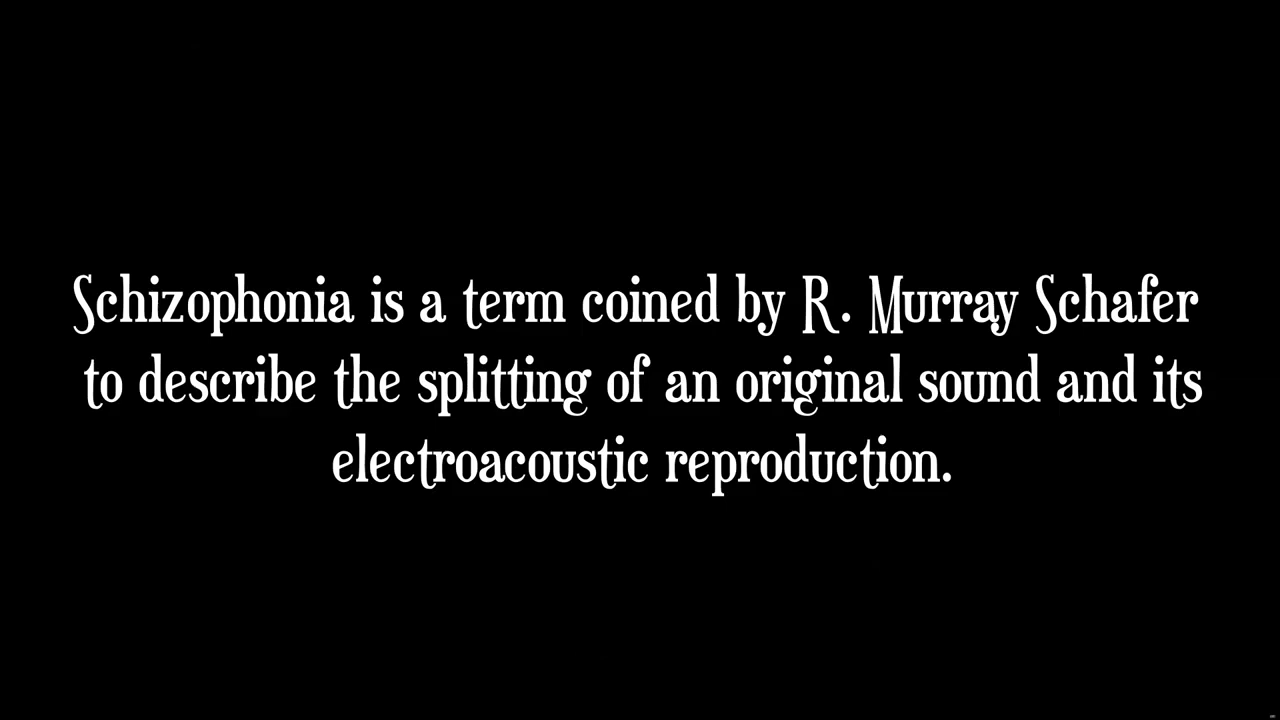 Schizophonia is a term coined by R. Murray Schafer
to describe the splitting of an original sound and its
electroacoustic reproduction.